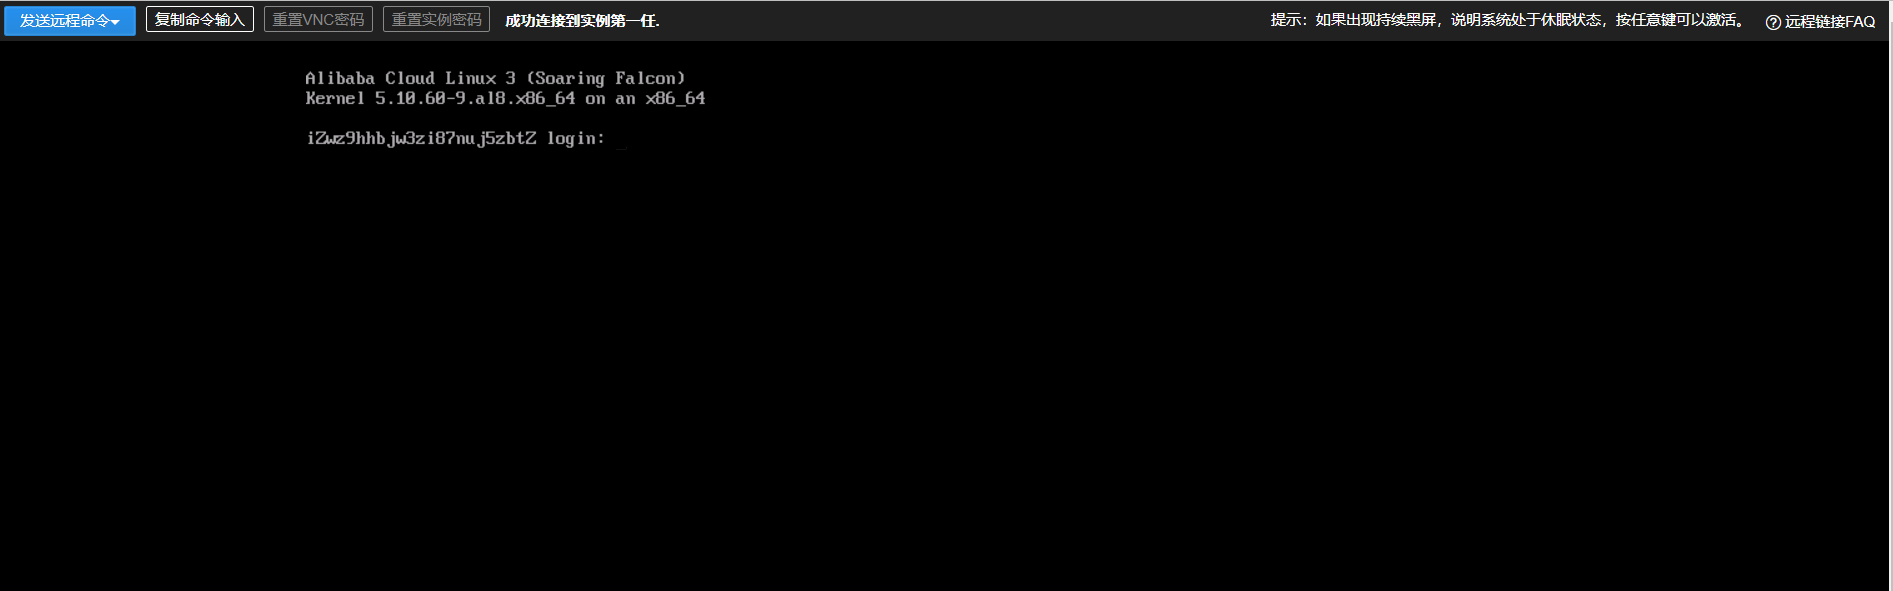 发送远程命令 复制命令输入 重置VNC密码 重置实例密码 成功连接到实例第一任. 提示：如果出现持续黑屏，说明系统处于休眠状态，按任意键可以激活。 ? 远程链接FAQ
Alibaba Cloud Linux 3 (Soaring Falcon)
Kernel 5.10.60-9.al8.x86_64 on an x86_64
iZwz9hhbjw3zi87nuj5zbtZ login: _